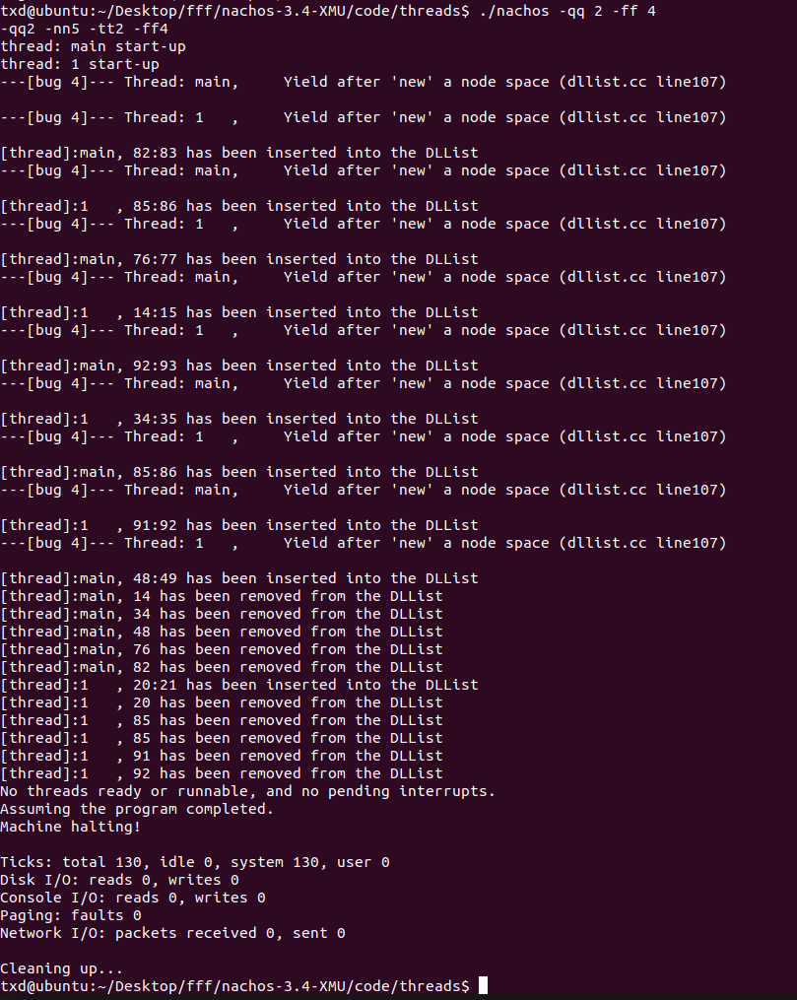 txd@ubuntu:~/Desktop/fff/nachos-3.4-XMU/code/threads$ ./nachos -qq 2 -ff 4
-qq2 -nn5 -tt2 -ff4
thread: main start-up
thread: 1 start-up
---[bug 4]--- Thread: main,     Yield after 'new' a node space (dllist.cc line107)

---[bug 4]--- Thread: 1   ,     Yield after 'new' a node space (dllist.cc line107)

[thread]:main, 82:83 has been inserted into the DLList
---[bug 4]--- Thread: main,     Yield after 'new' a node space (dllist.cc line107)

[thread]:1   , 85:86 has been inserted into the DLList
---[bug 4]--- Thread: 1   ,     Yield after 'new' a node space (dllist.cc line107)

[thread]:main, 76:77 has been inserted into the DLList
---[bug 4]--- Thread: main,     Yield after 'new' a node space (dllist.cc line107)

[thread]:1   , 14:15 has been inserted into the DLList
---[bug 4]--- Thread: 1   ,     Yield after 'new' a node space (dllist.cc line107)

[thread]:main, 92:93 has been inserted into the DLList
---[bug 4]--- Thread: main,     Yield after 'new' a node space (dllist.cc line107)

[thread]:1   , 34:35 has been inserted into the DLList
---[bug 4]--- Thread: 1   ,     Yield after 'new' a node space (dllist.cc line107)

[thread]:main, 85:86 has been inserted into the DLList
---[bug 4]--- Thread: main,     Yield after 'new' a node space (dllist.cc line107)

[thread]:1   , 91:92 has been inserted into the DLList
---[bug 4]--- Thread: 1   ,     Yield after 'new' a node space (dllist.cc line107)

[thread]:main, 48:49 has been inserted into the DLList
[thread]:main, 14 has been removed from the DLList
[thread]:main, 34 has been removed from the DLList
[thread]:main, 48 has been removed from the DLList
[thread]:main, 76 has been removed from the DLList
[thread]:main, 82 has been removed from the DLList
[thread]:1   , 20:21 has been inserted into the DLList
[thread]:1   , 20 has been removed from the DLList
[thread]:1   , 85 has been removed from the DLList
[thread]:1   , 85 has been removed from the DLList
[thread]:1   , 91 has been removed from the DLList
[thread]:1   , 92 has been removed from the DLList
No threads ready or runnable, and no pending interrupts.
Assuming the program completed.
Machine halting!

Ticks: total 130, idle 0, system 130, user 0
Disk I/O: reads 0, writes 0
Console I/O: reads 0, writes 0
Paging: faults 0
Network I/O: packets received 0, sent 0

Cleaning up...
txd@ubuntu:~/Desktop/fff/nachos-3.4-XMU/code/threads$